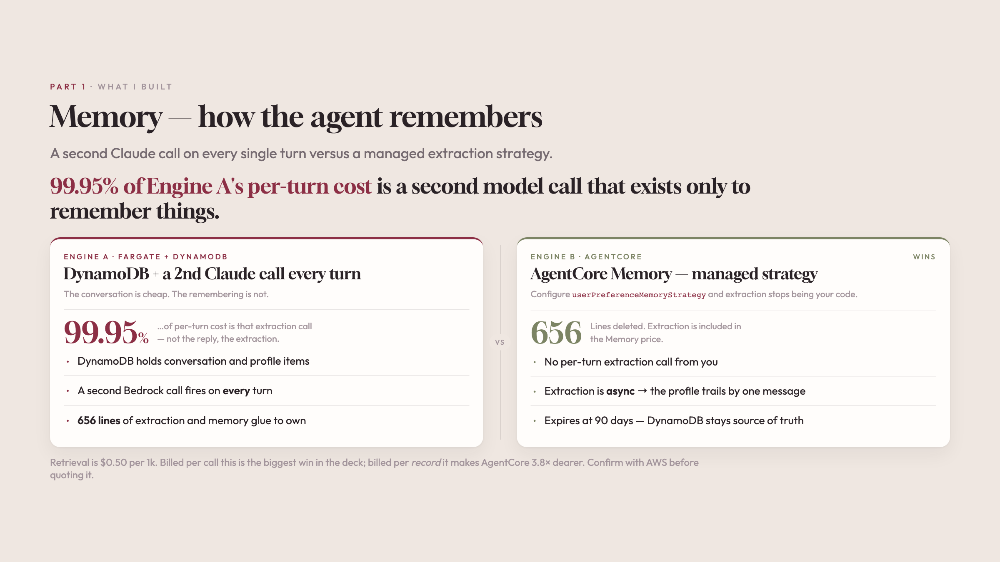 PART 1 · WHAT I BUILT
Memory — how the agent remembers
A second Claude call on every single turn versus a managed extraction strategy.
99.95% of Engine A's per-turn cost is a second model call that exists only to
remember things.
ENGINE A · FARGATE + DYNAMODB
DynamoDB + a 2nd Claude call every turn
The conversation is cheap. The remembering is not.
99.95%
...of per-turn cost is that extraction call
— not the reply, the extraction.
· DynamoDB holds conversation and profile items
· A second Bedrock call fires on every turn
· 656 lines of extraction and memory glue to own
VS
ENGINE B · AGENTCORE
WINS
AgentCore Memory — managed strategy
Configure userPreferenceMemoryStrategy and extraction stops being your code.
656
Lines deleted. Extraction is included in
the Memory price.
· No per-turn extraction call from you
· Extraction is async → the profile trails by one message
· Expires at 90 days — DynamoDB stays source of truth
Retrieval is $0.50 per 1k. Billed per call this is the biggest win in the deck; billed per record it makes AgentCore 3.8× dearer. Confirm with AWS before
quoting it.